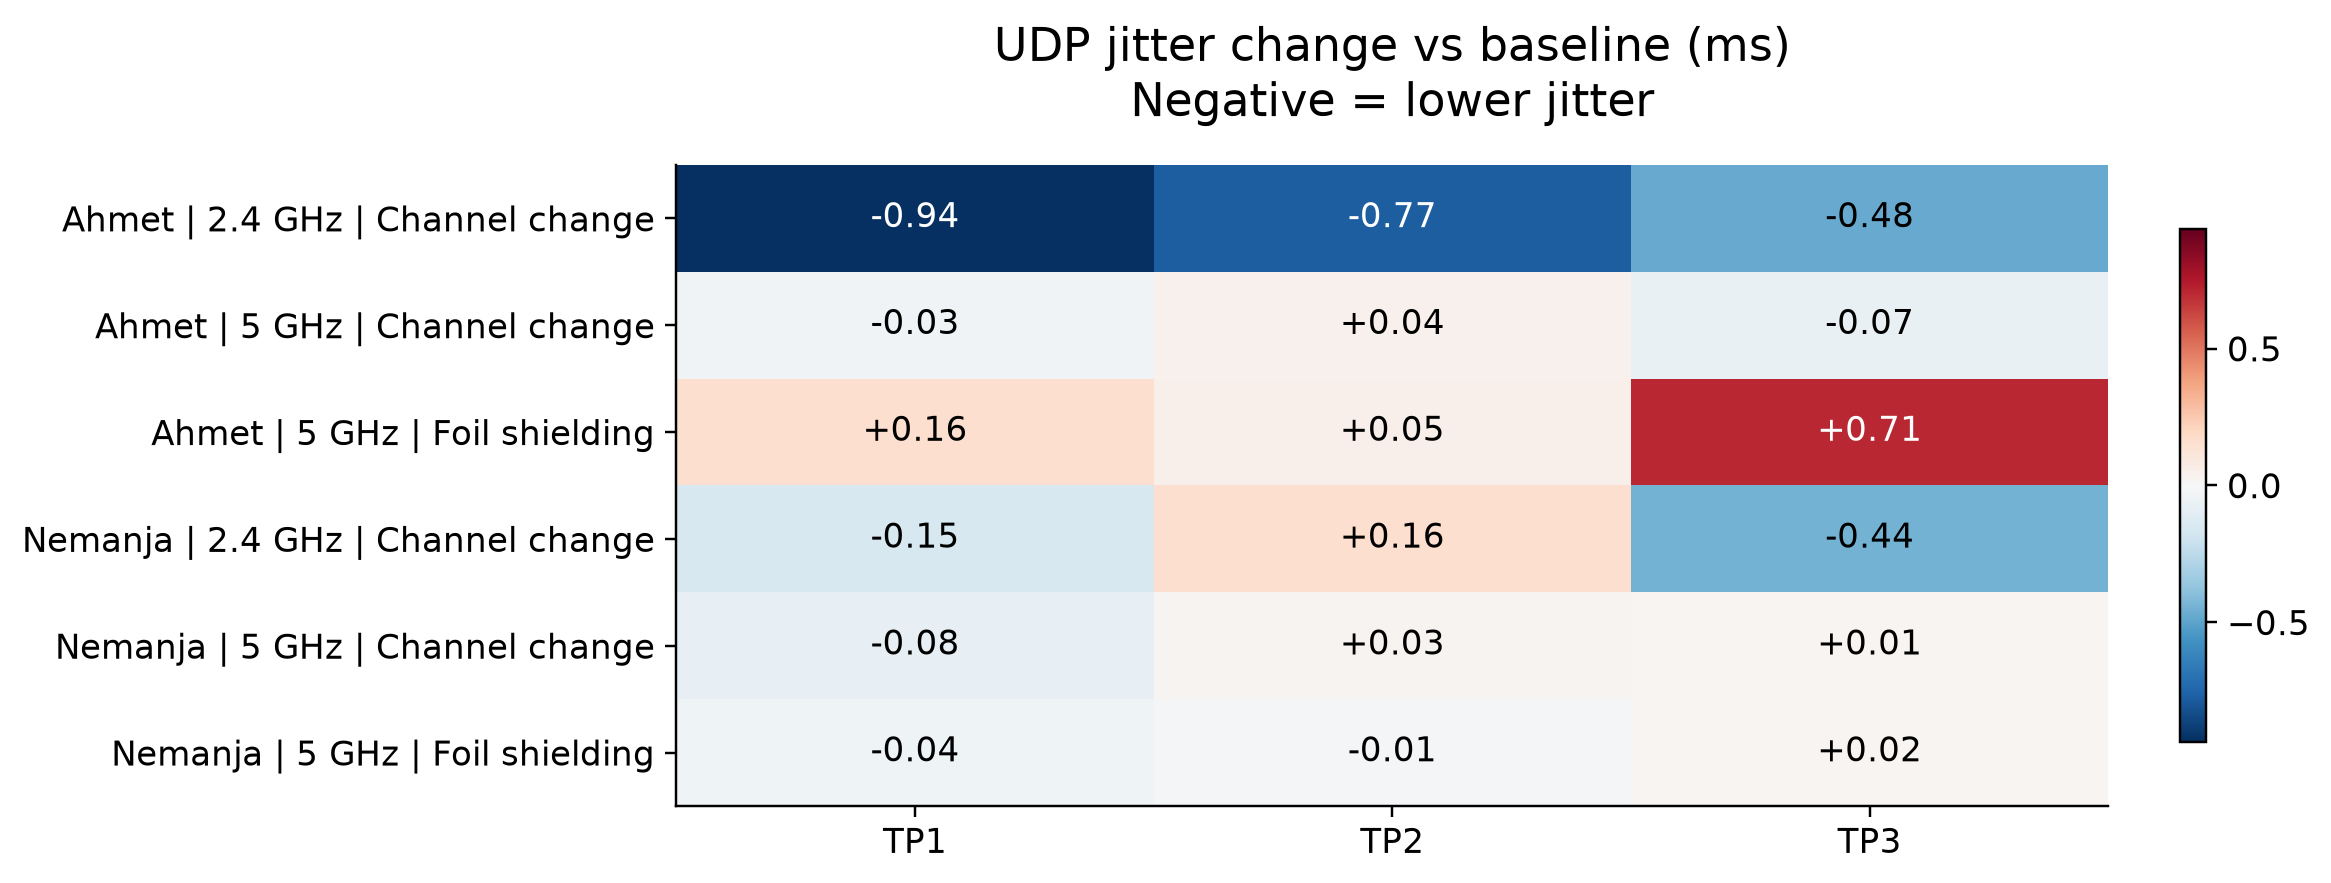 UDP jitter change vs baseline (ms)
Negative = lower jitter
Ahmet | 2.4 GHz | Channel change
-0.94
-0.77
-0.48
Ahmet | 5 GHz | Channel change
-0.03
+0.04
-0.07
Ahmet | 5 GHz | Foil shielding
+0.16
+0.05
+0.71
Nemanja | 2.4 GHz | Channel change
-0.15
+0.16
-0.44
Nemanja | 5 GHz | Channel change
-0.08
+0.03
+0.01
Nemanja | 5 GHz | Foil shielding
-0.04
-0.01
+0.02
TP1
TP2
TP3
0.5
0.0
−0.5